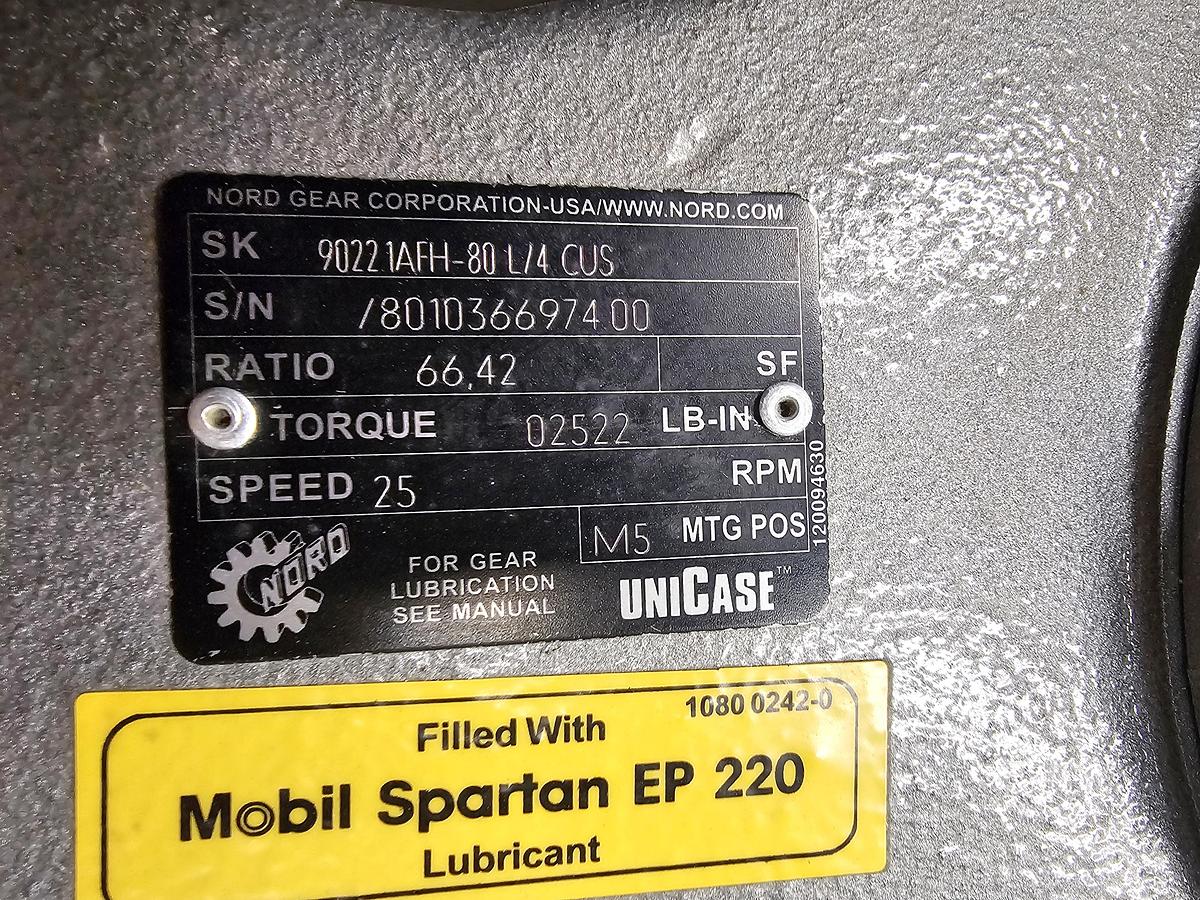 NORD GEAR CORPORATION-USA/WWW.NORD.COM
SK 90221AFH-80 L/4 CUS
S/N /8010366974.00
RATIO 66,42 SF
TORQUE 02522 LB-IN
SPEED 25 RPM
M5 MTG POS
120094630
NORD
FOR GEAR
LUBRICATION
SEE MANUAL
UNICASE™
1080 0242-0
Filled With
Mobil Spartan EP 220
Lubricant